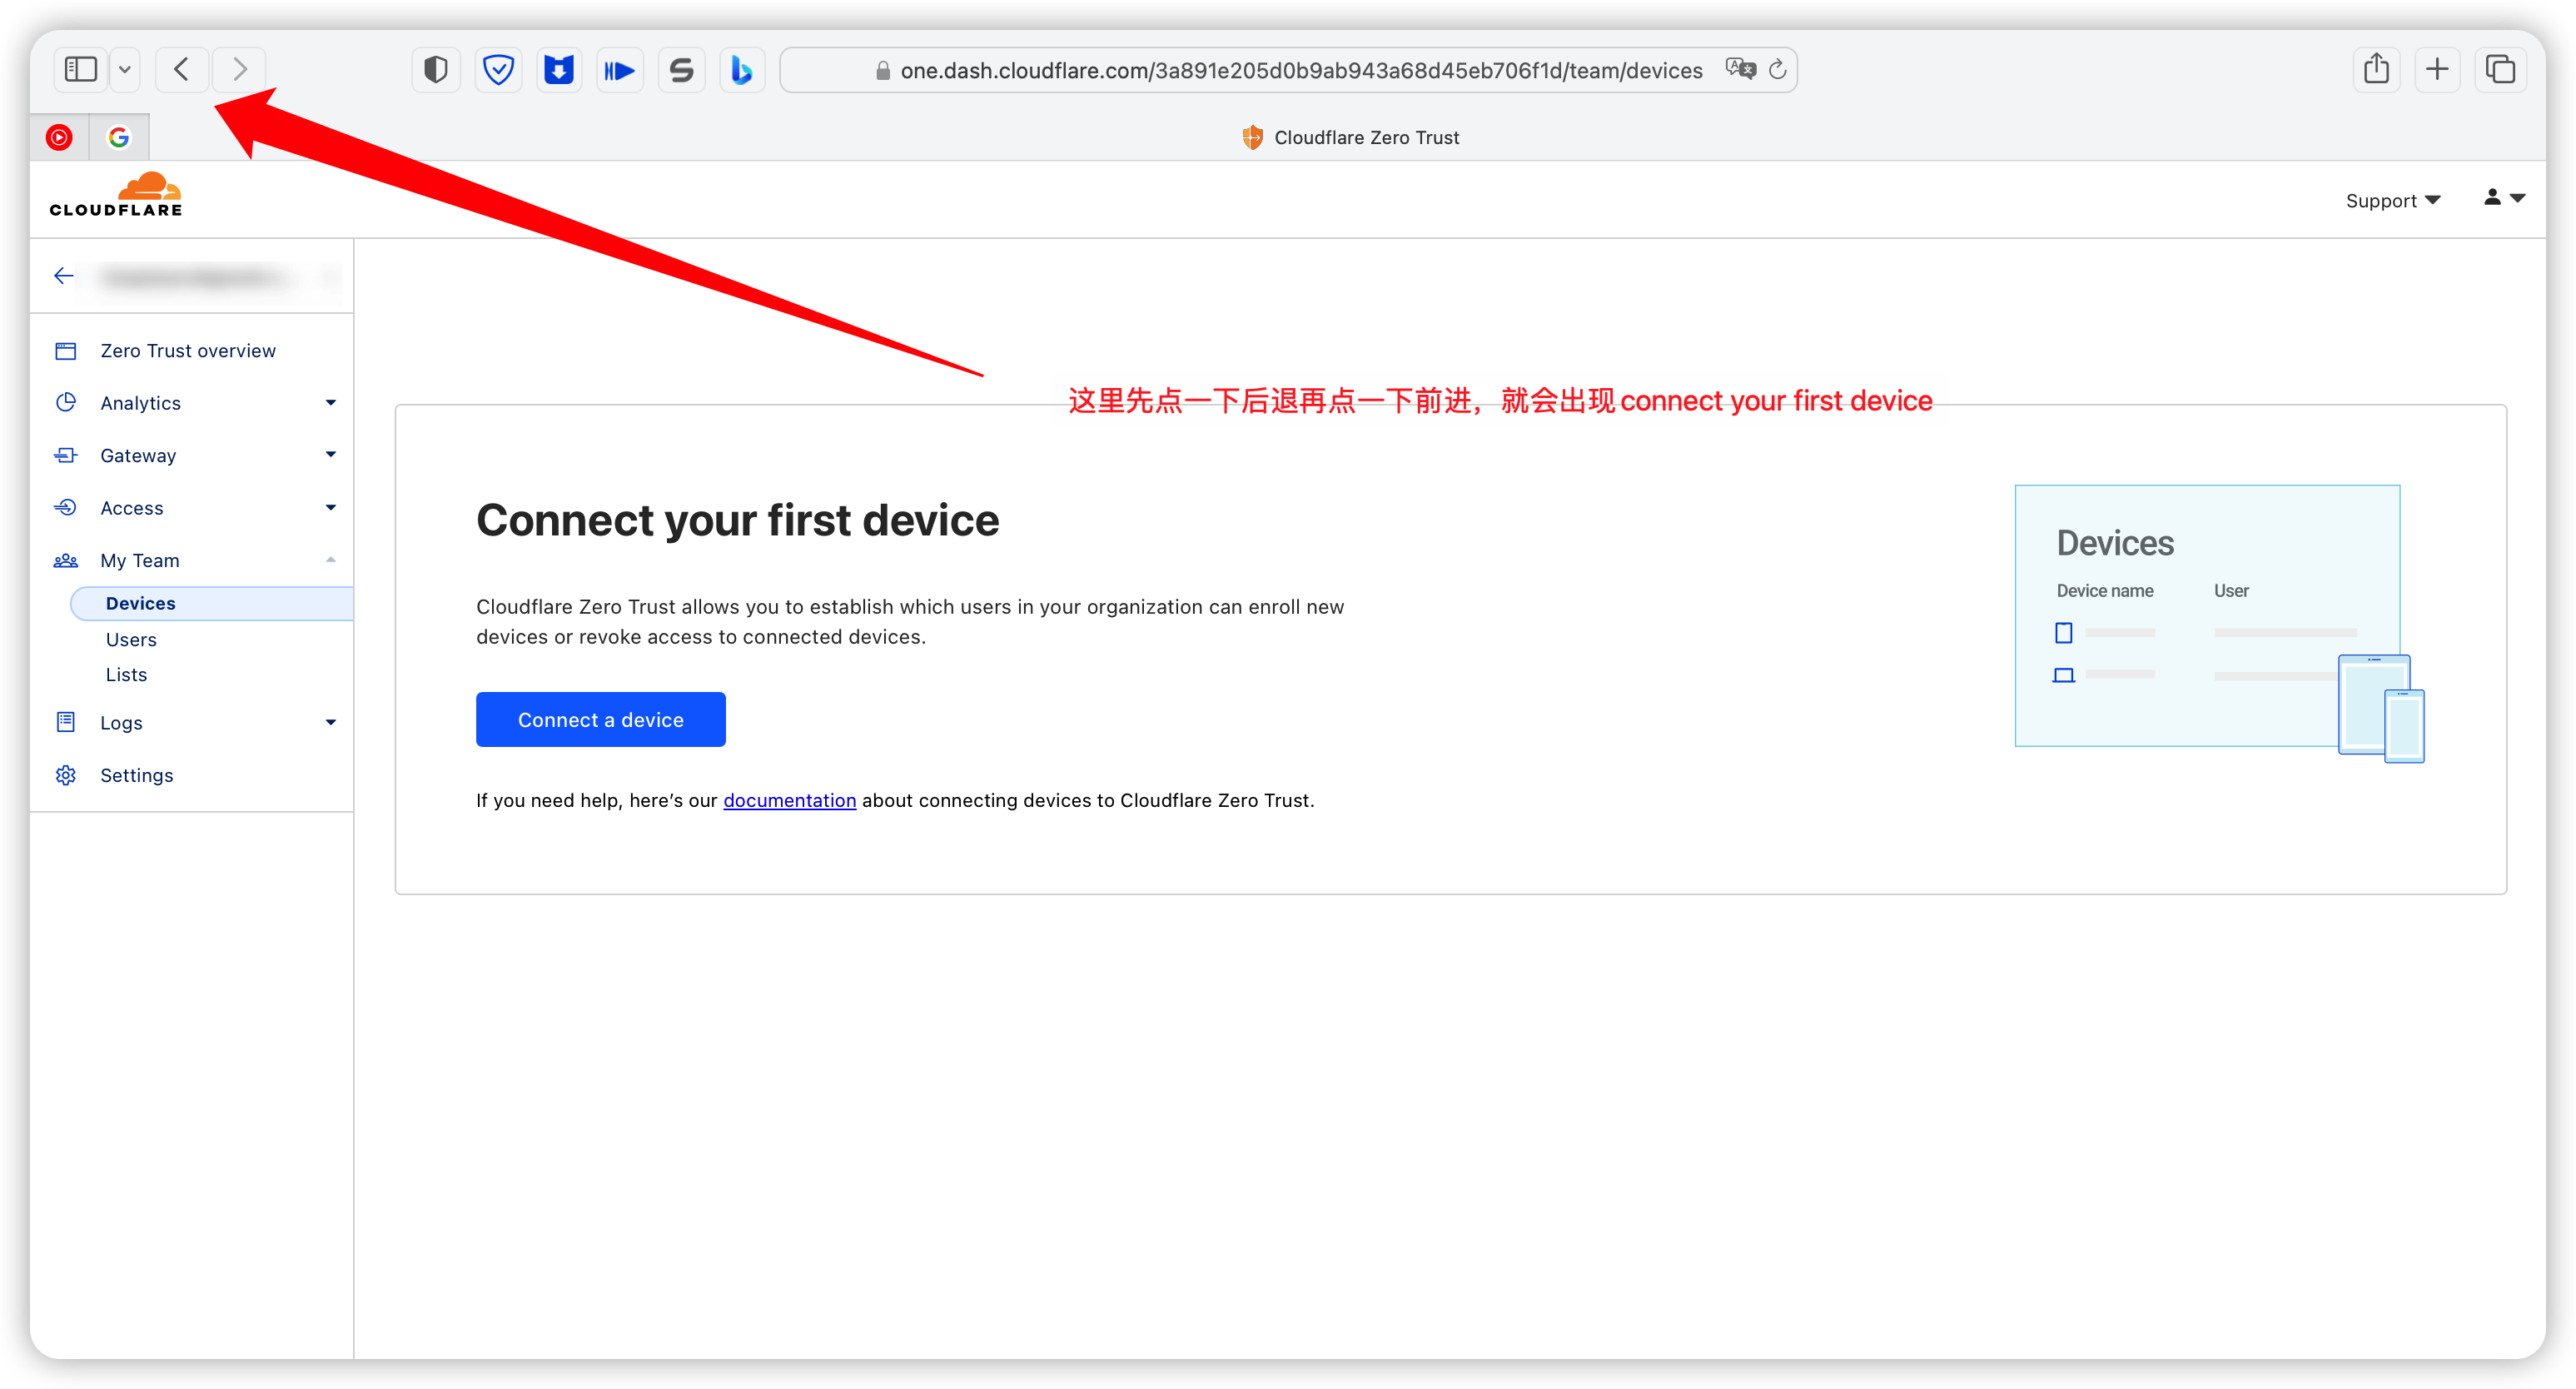 one.dash.cloudflare.com/3a891e205d0b9ab943a68d45eb706f1d/team/devices
Cloudflare Zero Trust
CLOUDFLARE
Support
Zero Trust overview
Analytics
Gateway
Access
My Team
Devices
Users
Lists
Logs
Settings
这里先点一下后退再点一下前进，就会出现connect your first device
Connect your first device
Cloudflare Zero Trust allows you to establish which users in your organization can enroll new
devices or revoke access to connected devices.
Connect a device
If you need help, here’s our documentation about connecting devices to Cloudflare Zero Trust.
Devices
Device name User